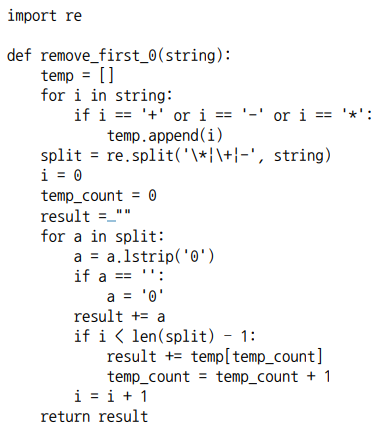 import re

def remove_first_0(string):
    temp = []
    for i in string:
        if i == '+' or i == '-' or i == '*':
            temp.append(i)
    split = re.split('\*|\+|-', string)
    i = 0
    temp_count = 0
    result = ""
    for a in split:
        a = a.lstrip('0')
        if a == '':
            a = '0'
        result += a
        if i < len(split) - 1:
            result += temp[temp_count]
            temp_count = temp_count + 1
        i = i + 1
    return result